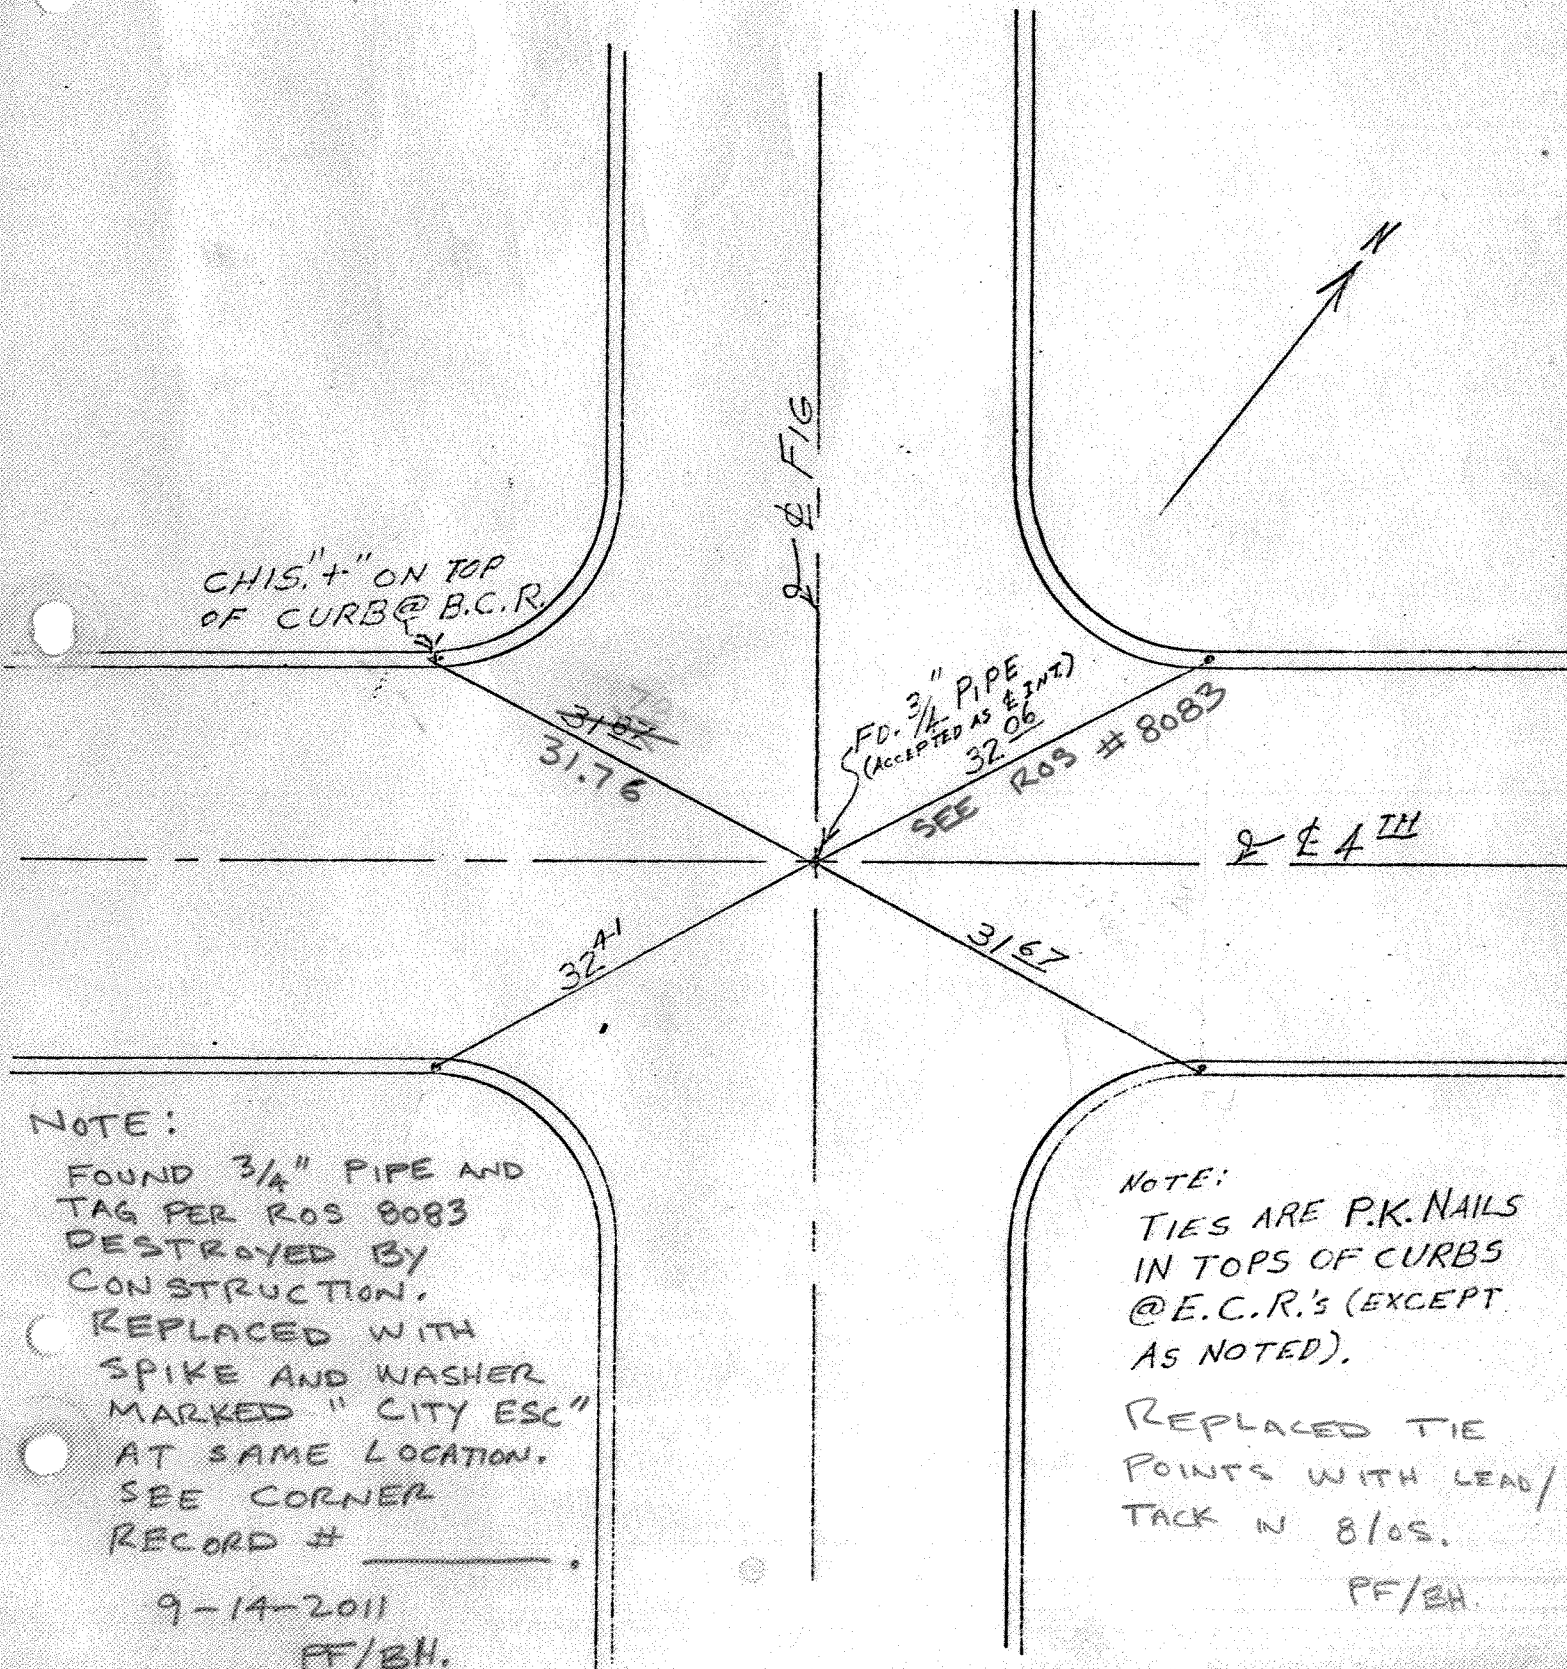 N
℄ FIG
CHIS. "+" ON TOP
OF CURB @ B.C.R.
31 87
31.76
FD. 3/4" PIPE
(ACCEPTED AS ℄ INT.)
32 06
SEE ROS # 8083
℄ 4TH
32 41
31 67
NOTE:
FOUND 3/4" PIPE AND
TAG PER ROS 8083
DESTROYED BY
CONSTRUCTION.
REPLACED WITH
SPIKE AND WASHER
MARKED "CITY ESC"
AT SAME LOCATION.
SEE CORNER
RECORD # ________.
9-14-2011
PF/BH.
NOTE:
TIES ARE P.K. NAILS
IN TOPS OF CURBS
@ E.C.R.'s (EXCEPT
AS NOTED).
REPLACED TIE
POINTS WITH LEAD/
TACK IN 8/05.
PF/BH.